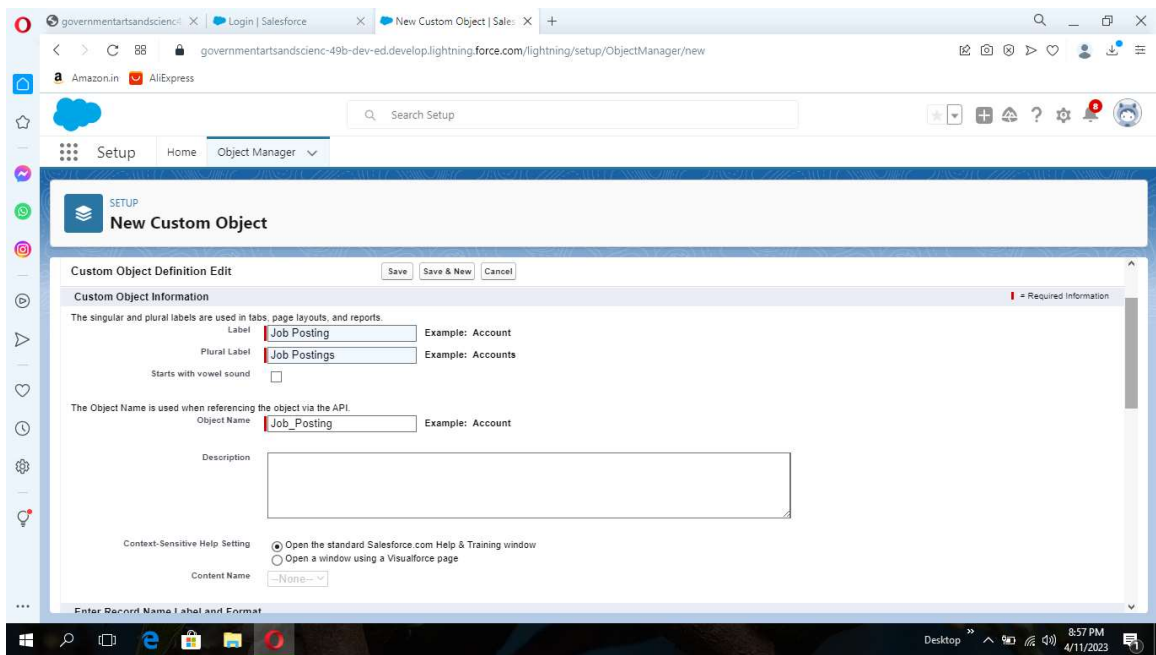 governmentartsandscienc
Login | Salesforce
New Custom Object | Sales
governmentartsandscienc-49b-dev-ed.develop.lightning.force.com/lightning/setup/ObjectManager/new
a Amazon.in
AliExpress
Search Setup
8
Setup
Home
Object Manager
SETUP
New Custom Object
Custom Object Definition Edit
Save
Save & New
Cancel
Custom Object Information
= Required Information
The singular and plural labels are used in tabs, page layouts, and reports.
Label Job Posting Example: Account
Plural Label Job Postings Example: Accounts
Starts with vowel sound
The Object Name is used when referencing the object via the API.
Object Name Job_Posting Example: Account
Description
Context-Sensitive Help Setting Open the standard Salesforce.com Help & Training window
Open a window using a Visualforce page
Content Name --None--
Enter Record Name Label and Format
Desktop
8:57 PM
4/11/2023
1